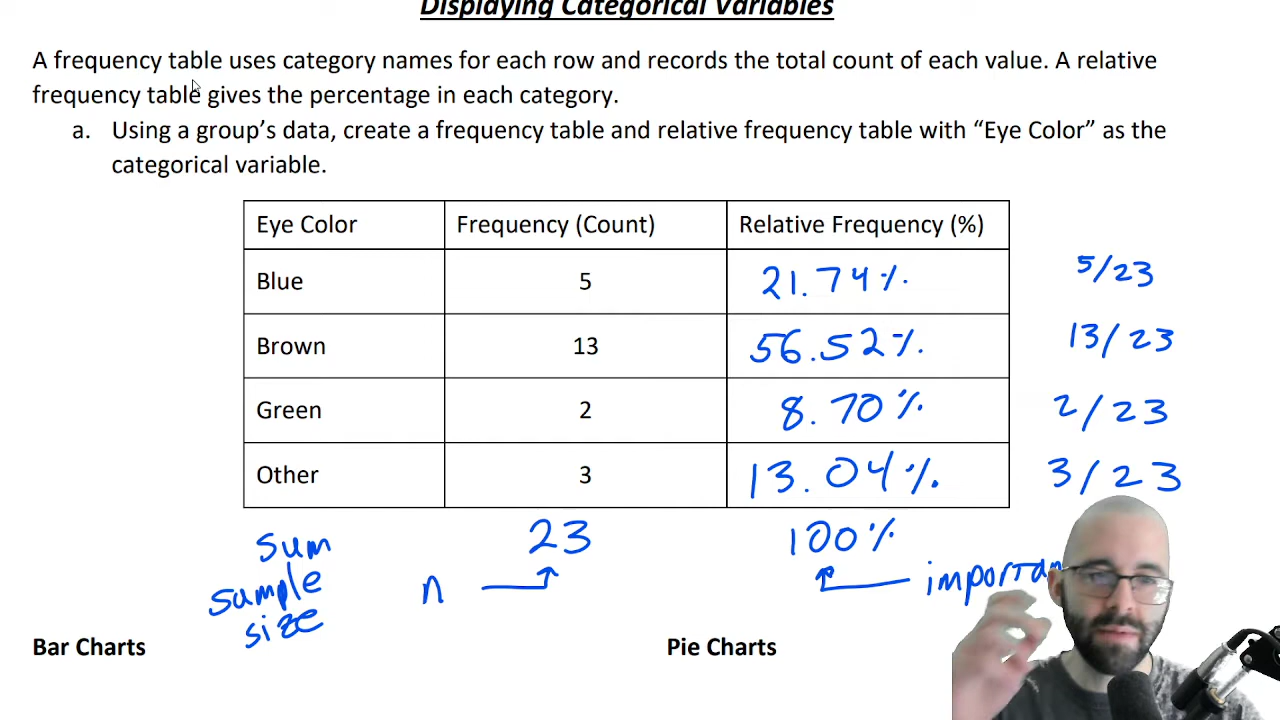 Displaying Categorical Variables
A frequency table uses category names for each row and records the total count of each value. A relative
frequency table gives the percentage in each category.
a. Using a group's data, create a frequency table and relative frequency table with “Eye Color” as the
categorical variable.
Eye Color Frequency (Count) Relative Frequency (%)
Blue 5 21.74% 5/23
Brown 13 56.52% 13/23
Green 2 8.70% 2/23
Other 3 13.04% 3/23
sum 23 100%
sample n importan
size
Bar Charts Pie Charts